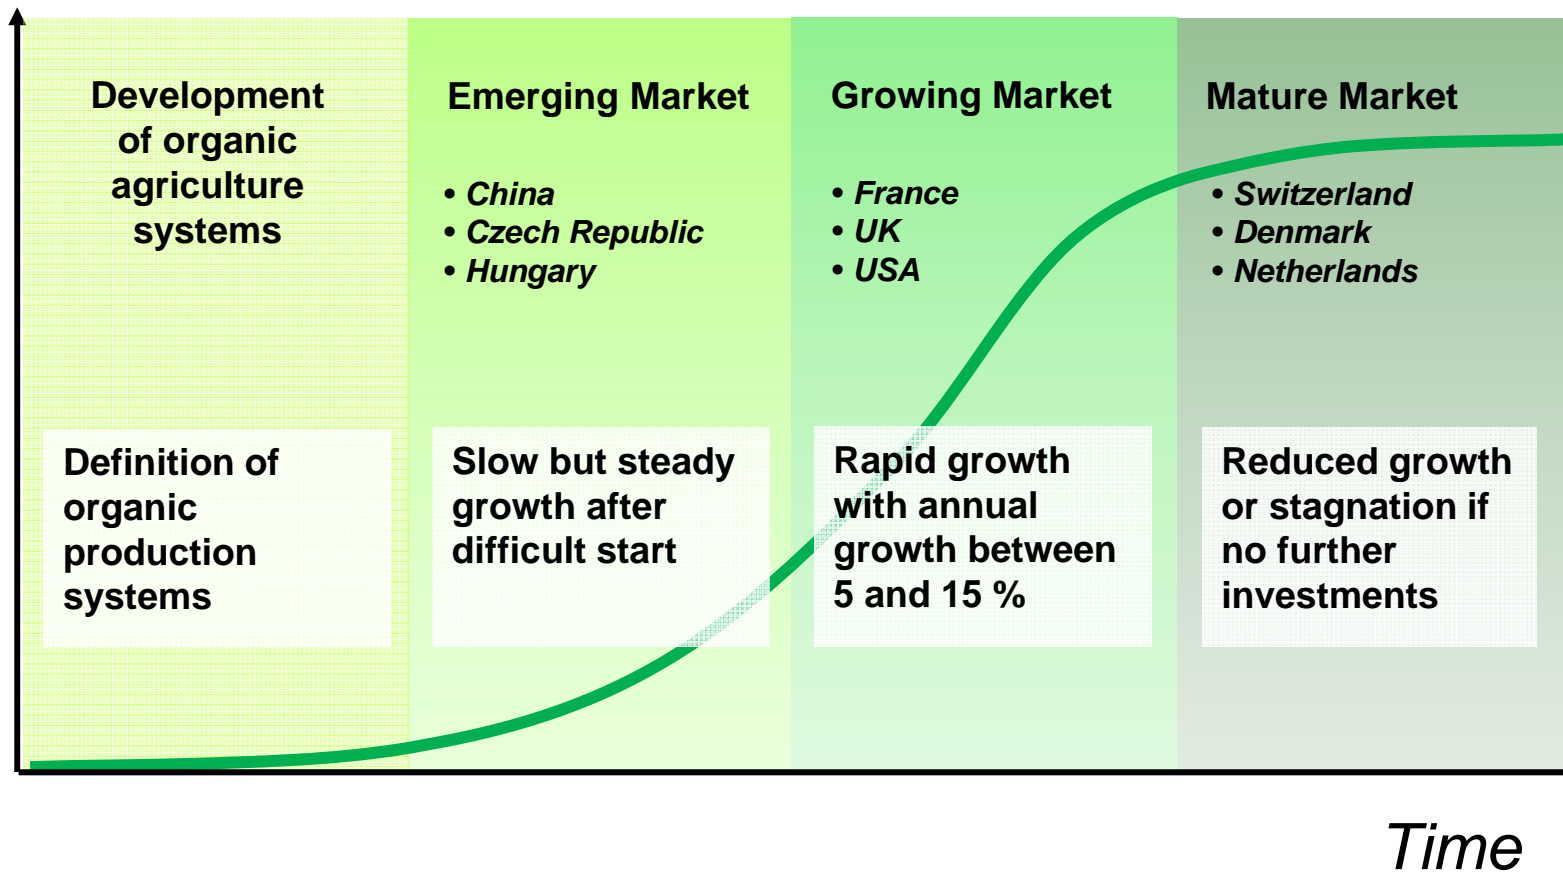 Development
of organic
agriculture
systems
Emerging Market
• China
• Czech Republic
• Hungary
Growing Market
• France
• UK
• USA
Mature Market
• Switzerland
• Denmark
• Netherlands
Definition of
organic
production
systems
Slow but steady
growth after
difficult start
Rapid growth
with annual
growth between
5 and 15 %
Reduced growth
or stagnation if
no further
investments
Time